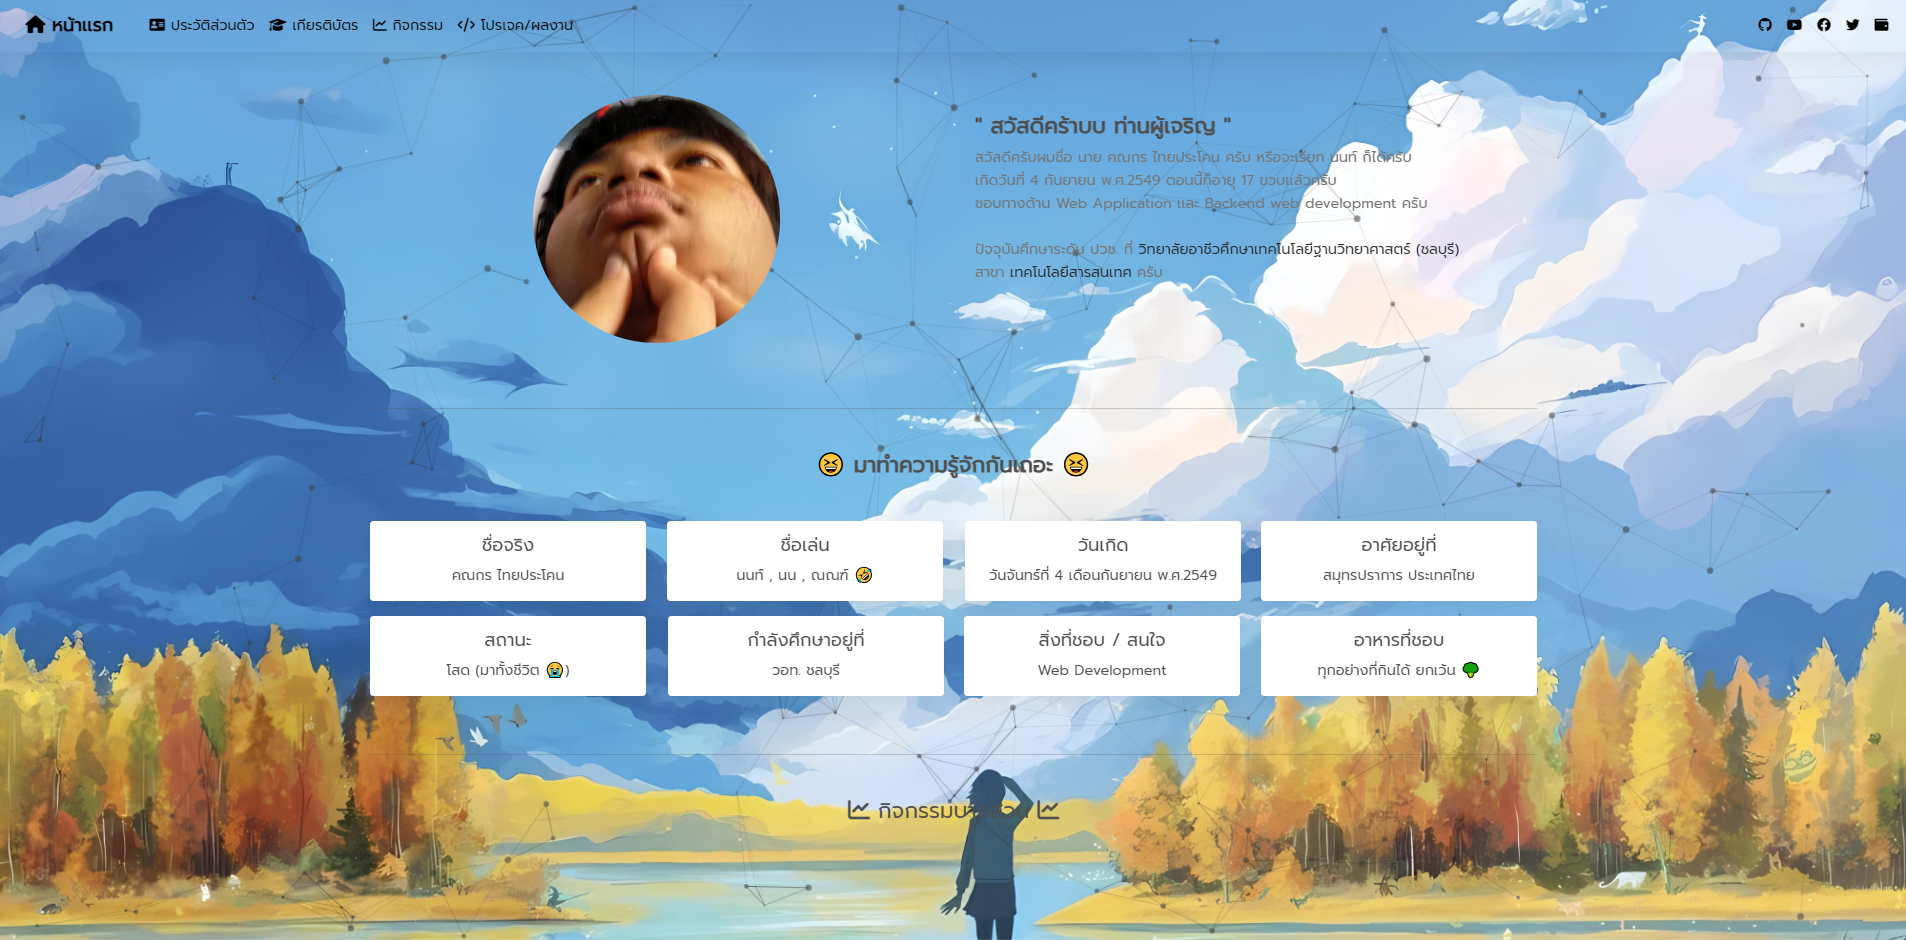 หน้าแรก ประวัติส่วนตัว เกียรติบัตร กิจกรรม โปรเจค/ผลงาน
" สวัสดีคร้าบบ ท่านผู้เจริญ "
สวัสดีครับผมชื่อ นาย คณกร ไทยประโคน ครับ หรือจะเรียก นนท์ ก็ได้ครับ
เกิดวันที่ 4 กันยายน พ.ศ.2549 ตอนนี้ก็อายุ 17 ขวบแล้วครับ
ชอบทางด้าน Web Application และ Backend web development ครับ
ปัจจุบันศึกษาระดับ ปวช. ที่ วิทยาลัยอาชีวศึกษาเทคโนโลยีฐานวิทยาศาสตร์ (ชลบุรี)
สาขา เทคโนโลยีสารสนเทศ ครับ
😆 มาทำความรู้จักกันเถอะ 😆
ชื่อจริง
คณกร ไทยประโคน
ชื่อเล่น
นนท์ , นน , ณณฑ์ 🤣
วันเกิด
วันจันทร์ที่ 4 เดือนกันยายน พ.ศ.2549
อาศัยอยู่ที่
สมุทรปราการ ประเทศไทย
สถานะ
โสด (มาทั้งชีวิต 😭)
กำลังศึกษาอยู่ที่
วอท. ชลบุรี
สิ่งที่ชอบ / สนใจ
Web Development
อาหารที่ชอบ
ทุกอย่างที่กินได้ ยกเว้น 🥦